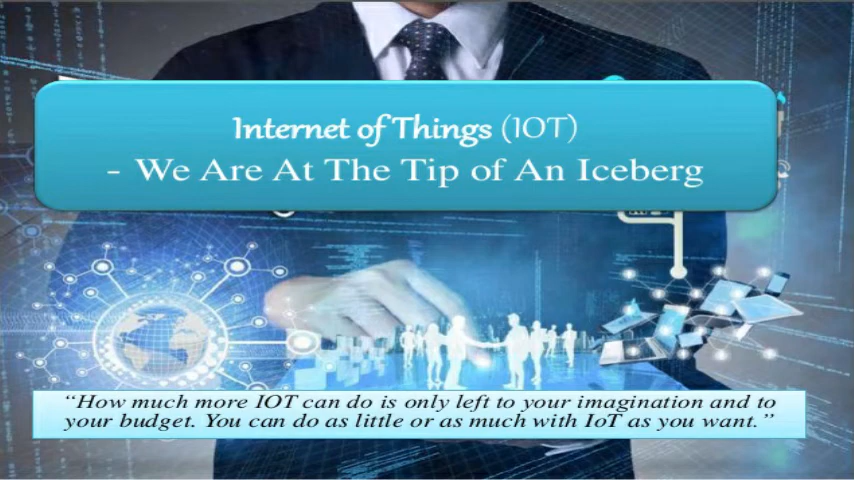 Internet of Things (IOT)
- We Are At The Tip of An Iceberg
“How much more IOT can do is only left to your imagination and to
your budget. You can do as little or as much with IoT as you want.”